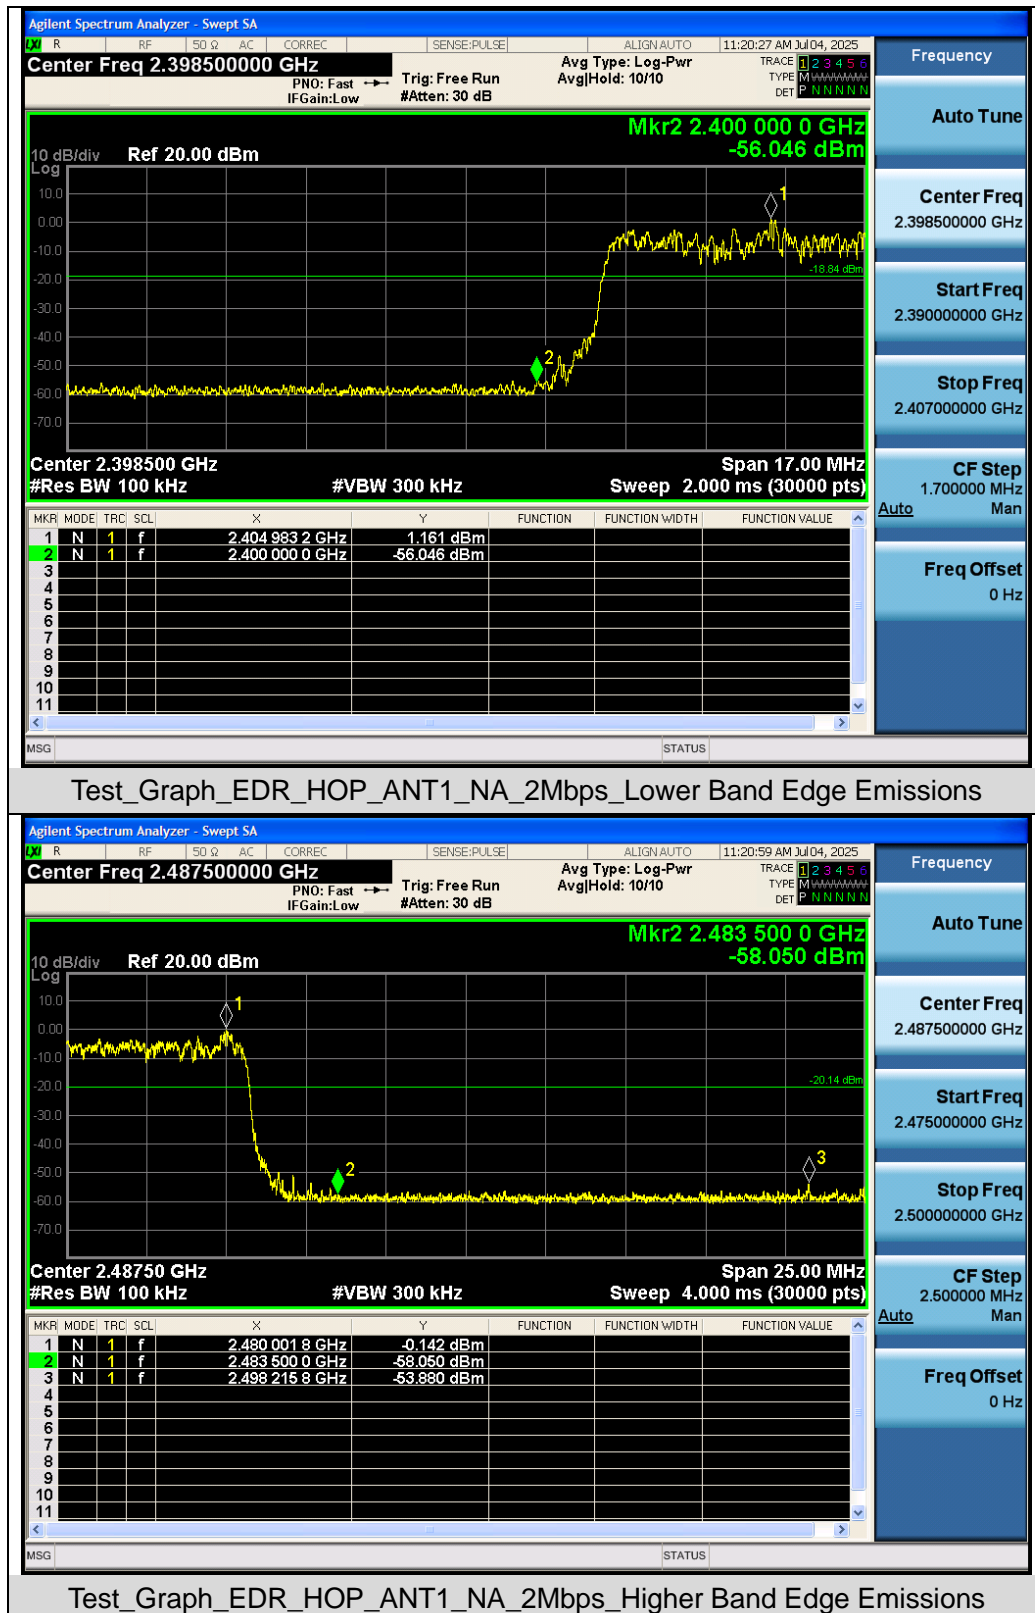 Agilent Spectrum Analyzer - Swept SA
LXI R RF 50 Ω AC CORREC SENSE:PULSE ALIGN AUTO 11:20:27 AM Jul 04, 2025
Center Freq 2.398500000 GHz
PNO: Fast
IFGain:Low
Trig: Free Run
#Atten: 30 dB
Avg Type: Log-Pwr
Avg|Hold: 10/10
TRACE 1 2 3 4 5 6
TYPE M WWWWW
DET P N N N N N
Mkr2 2.400 000 0 GHz
-56.046 dBm
10 dB/div Ref 20.00 dBm
Log
10.0
0.00
-10.0
-20.0
-30.0
-40.0
-50.0
-60.0
-70.0
1
2
-18.84 dBm
Center 2.398500 GHz Span 17.00 MHz
#Res BW 100 kHz #VBW 300 kHz Sweep 2.000 ms (30000 pts)
MKR MODE TRC SCL X Y FUNCTION FUNCTION WIDTH FUNCTION VALUE
1 N 1 f 2.404 983 2 GHz 1.161 dBm
2 N 1 f 2.400 000 0 GHz -56.046 dBm
3
4
5
6
7
8
9
10
11
MSG STATUS
Frequency
Auto Tune
Center Freq
2.398500000 GHz
Start Freq
2.390000000 GHz
Stop Freq
2.407000000 GHz
CF Step
1.700000 MHz
Auto Man
Freq Offset
0 Hz
Test_Graph_EDR_HOP_ANT1_NA_2Mbps_Lower Band Edge Emissions
Agilent Spectrum Analyzer - Swept SA
LXI R RF 50 Ω AC CORREC SENSE:PULSE ALIGN AUTO 11:20:59 AM Jul 04, 2025
Center Freq 2.487500000 GHz
PNO: Fast
IFGain:Low
Trig: Free Run
#Atten: 30 dB
Avg Type: Log-Pwr
Avg|Hold: 10/10
TRACE 1 2 3 4 5 6
TYPE M WWWWW
DET P N N N N N
Mkr2 2.483 500 0 GHz
-58.050 dBm
10 dB/div Ref 20.00 dBm
Log
10.0
0.00
-10.0
-20.0
-30.0
-40.0
-50.0
-60.0
-70.0
1
2
3
-20.14 dBm
Center 2.48750 GHz Span 25.00 MHz
#Res BW 100 kHz #VBW 300 kHz Sweep 4.000 ms (30000 pts)
MKR MODE TRC SCL X Y FUNCTION FUNCTION WIDTH FUNCTION VALUE
1 N 1 f 2.480 001 8 GHz -0.142 dBm
2 N 1 f 2.483 500 0 GHz -58.050 dBm
3 N 1 f 2.498 215 8 GHz -53.880 dBm
4
5
6
7
8
9
10
11
MSG STATUS
Frequency
Auto Tune
Center Freq
2.487500000 GHz
Start Freq
2.475000000 GHz
Stop Freq
2.500000000 GHz
CF Step
2.500000 MHz
Auto Man
Freq Offset
0 Hz
Test_Graph_EDR_HOP_ANT1_NA_2Mbps_Higher Band Edge Emissions